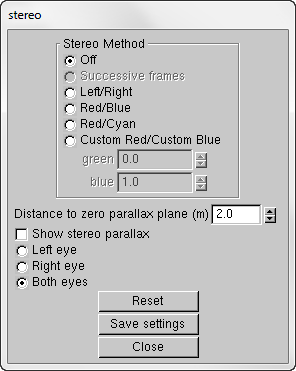 stereo
Stereo Method
Off
Successive frames
Left/Right
Red/Blue
Red/Cyan
Custom Red/Custom Blue
green 0.0
blue 1.0
Distance to zero parallax plane (m) 2.0
Show stereo parallax
Left eye
Right eye
Both eyes
Reset
Save settings
Close